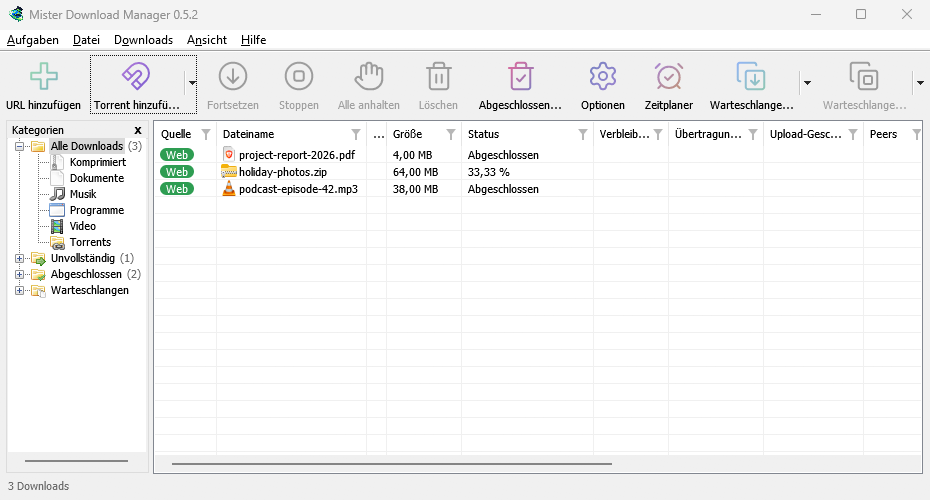 Mister Download Manager 0.5.2
Aufgaben Datei Downloads Ansicht Hilfe
URL hinzufügen Torrent hinzufü... Fortsetzen Stoppen Alle anhalten Löschen Abgeschlossen... Optionen Zeitplaner Warteschlange... Warteschlange...
Kategorien x
Alle Downloads (3)
Komprimiert
Dokumente
Musik
Programme
Video
Torrents
Unvollständig (1)
Abgeschlossen (2)
Warteschlangen
Quelle Dateiname ... Größe Status Verbleib... Übertragun... Upload-Gesc... Peers
Web project-report-2026.pdf 4,00 MB Abgeschlossen
Web holiday-photos.zip 64,00 MB 33,33 %
Web podcast-episode-42.mp3 38,00 MB Abgeschlossen
3 Downloads